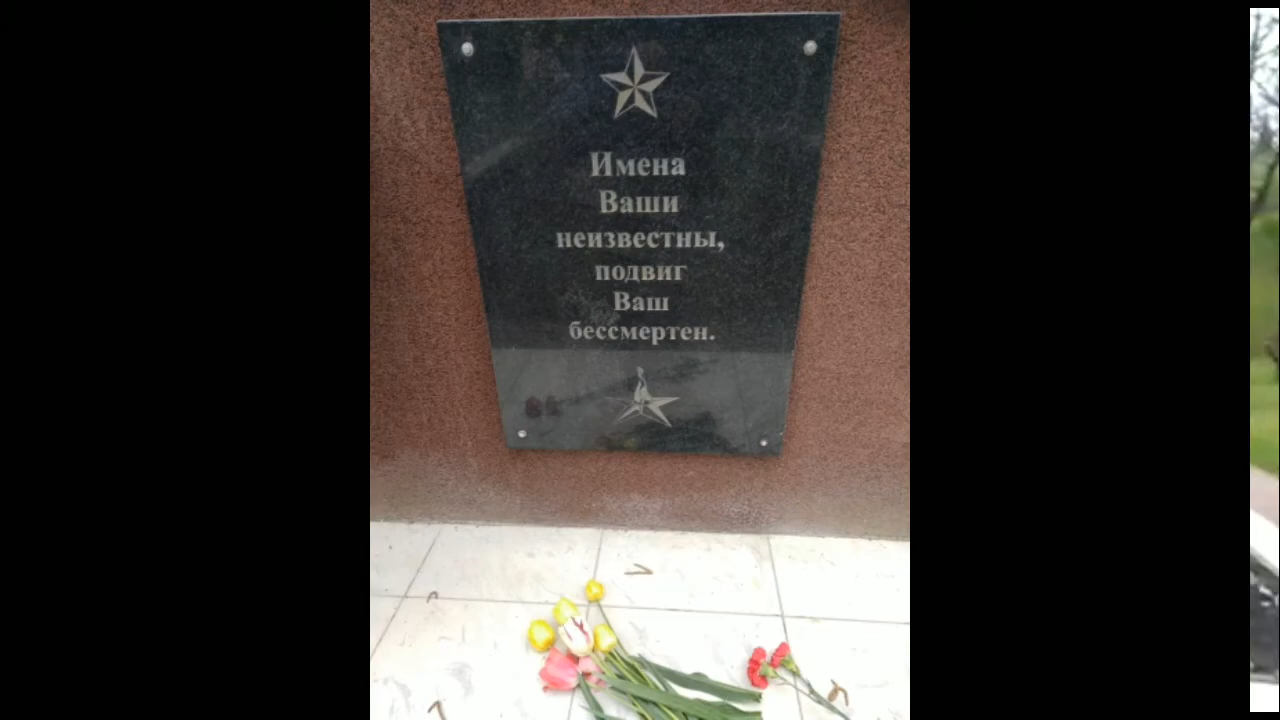 Имена
Ваши
неизвестны,
подвиг
Ваш
бессмертен.